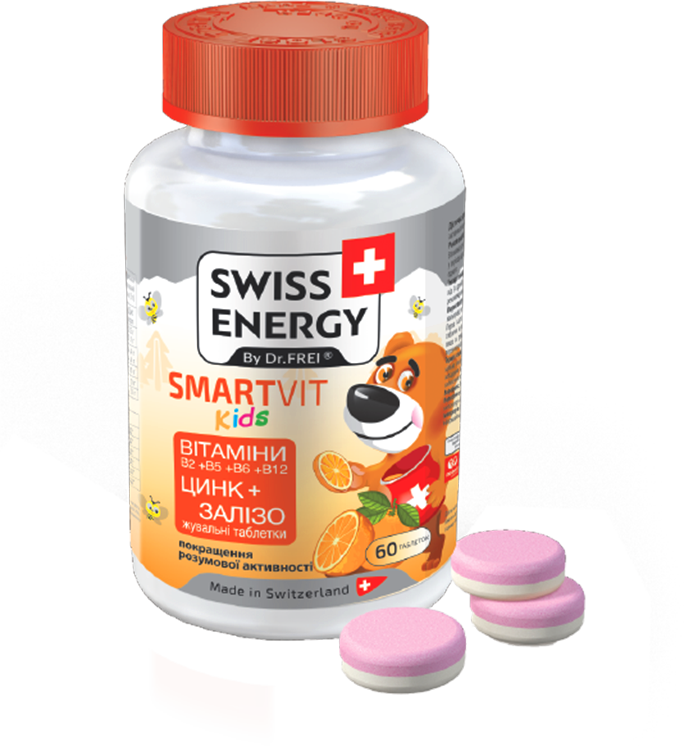 SWISS
ENERGY
By Dr.FREI®
SMARTVIT
Kids
ВІТАМІНИ
B2 +B5 +B6 +B12
ЦИНК +
ЗАЛІЗО
жувальні таблетки
покращення
розумової активності
60 ТАБЛЕТОК
Made in Switzerland